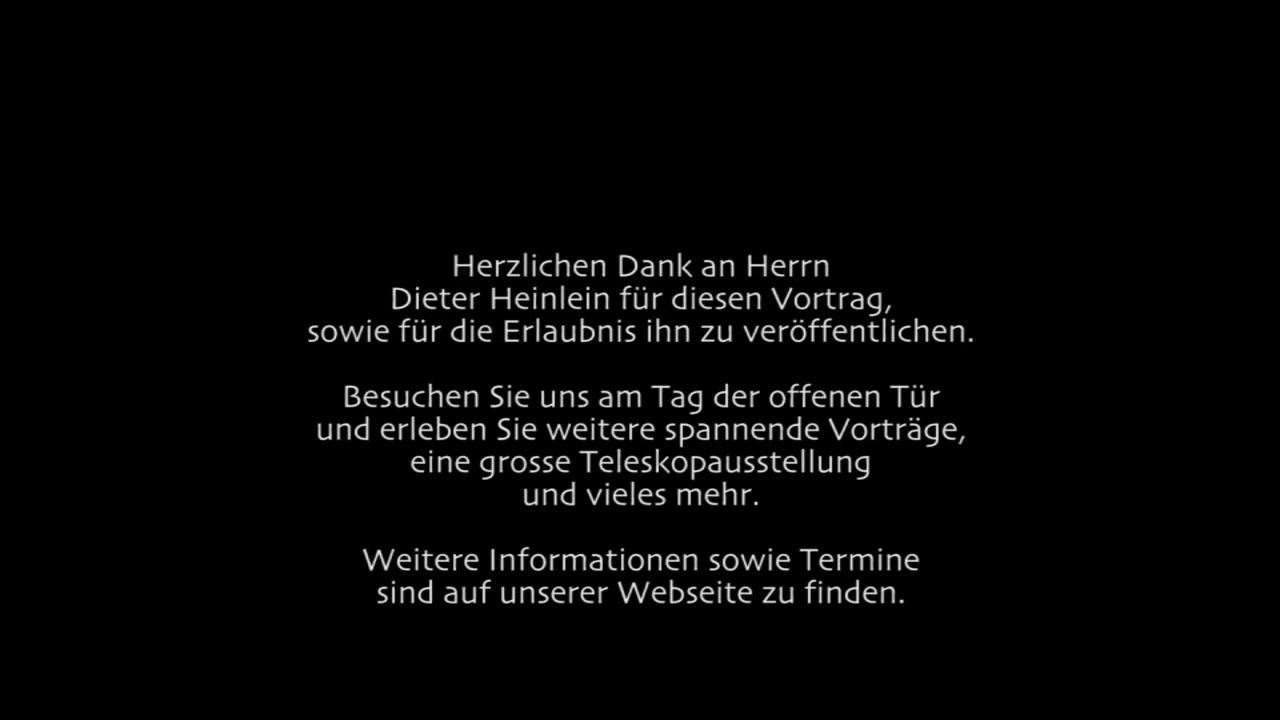 Herzlichen Dank an Herrn
Dieter Heinlein für diesen Vortrag,
sowie für die Erlaubnis ihn zu veröffentlichen.
Besuchen Sie uns am Tag der offenen Tür
und erleben Sie weitere spannende Vorträge,
eine grosse Teleskopausstellung
und vieles mehr.
Weitere Informationen sowie Termine
sind auf unserer Webseite zu finden.